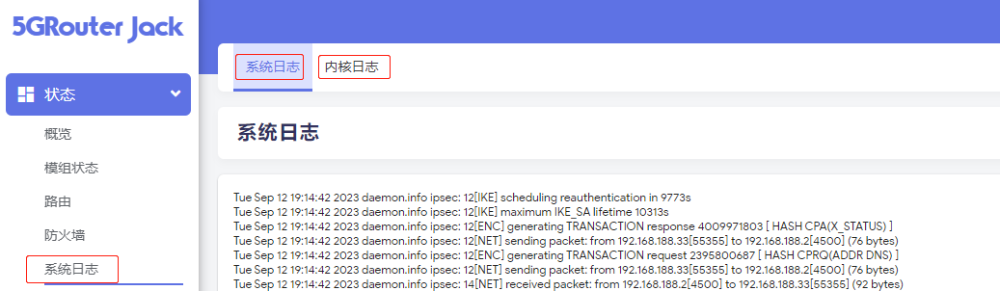 5GRouter Jack
系统日志
内核日志
状态
系统日志
概览
模组状态
路由
防火墙
系统日志
Tue Sep 12 19:14:42 2023 daemon.info ipsec: 12[IKE] scheduling reauthentication in 9773s
Tue Sep 12 19:14:42 2023 daemon.info ipsec: 12[IKE] maximum IKE_SA lifetime 10313s
Tue Sep 12 19:14:42 2023 daemon.info ipsec: 12[ENC] generating TRANSACTION response 4009971803 [ HASH CPA(X_STATUS) ]
Tue Sep 12 19:14:42 2023 daemon.info ipsec: 12[NET] sending packet: from 192.168.188.33[55355] to 192.168.188.2[4500] (76 bytes)
Tue Sep 12 19:14:42 2023 daemon.info ipsec: 12[ENC] generating TRANSACTION request 2395800687 [ HASH CPRQ(ADDR DNS) ]
Tue Sep 12 19:14:42 2023 daemon.info ipsec: 12[NET] sending packet: from 192.168.188.33[55355] to 192.168.188.2[4500] (76 bytes)
Tue Sep 12 19:14:42 2023 daemon.info ipsec: 14[NET] received packet: from 192.168.188.2[4500] to 192.168.188.33[55355] (92 bytes)